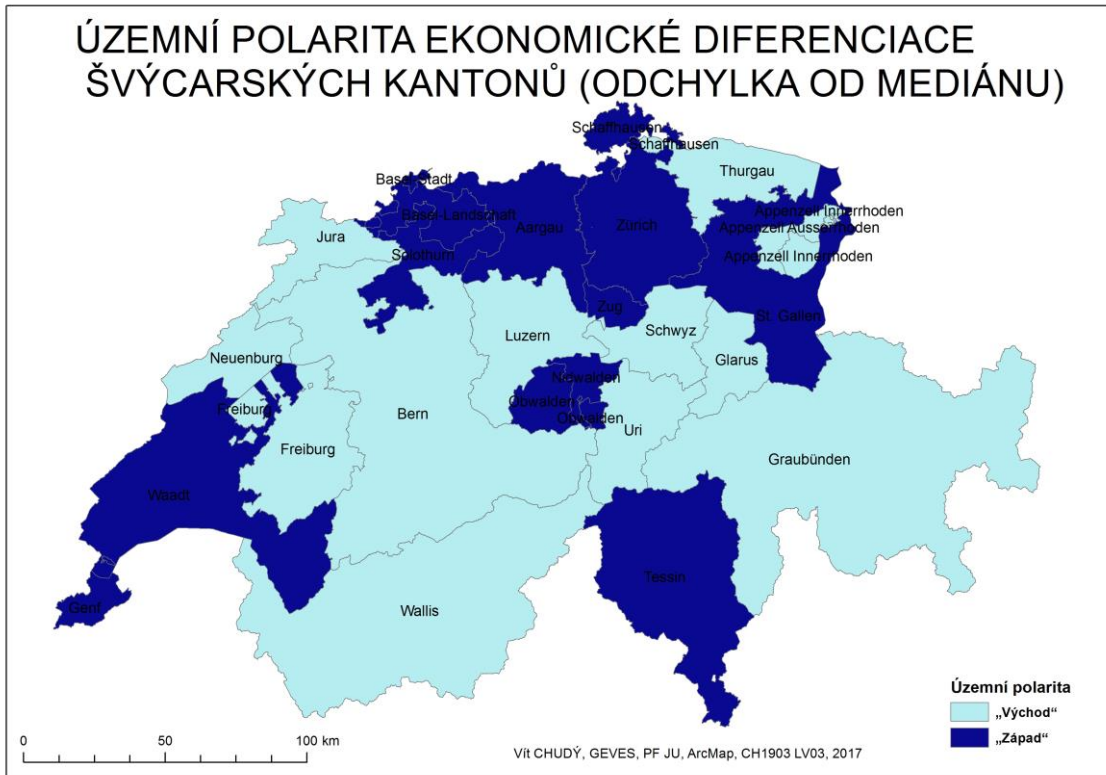 ÚZEMNÍ POLARITA EKONOMICKÉ DIFERENCIACE
ŠVÝCARSKÝCH KANTONŮ (ODCHYLKA OD MEDIÁNU)
Schaffhausen
Schaffhausen
Thurgau
Basel-Stadt
Basel-Landschaft
Appenzell Innerrhoden
Aargau
Zürich
Appenzell Ausserrhoden
Jura
Solothurn
Appenzell Innerrhoden
Zug
St. Gallen
Luzern
Schwyz
Neuenburg
Glarus
Nidwalden
Obwalden
Freiburg
Bern
Obwalden
Uri
Freiburg
Graubünden
Waadt
Tessin
Genf
Wallis
Územní polarita
„Východ“
„Západ“
0 50 100 km
Vít CHUDÝ, GEVES, PF JU, ArcMap, CH1903 LV03, 2017